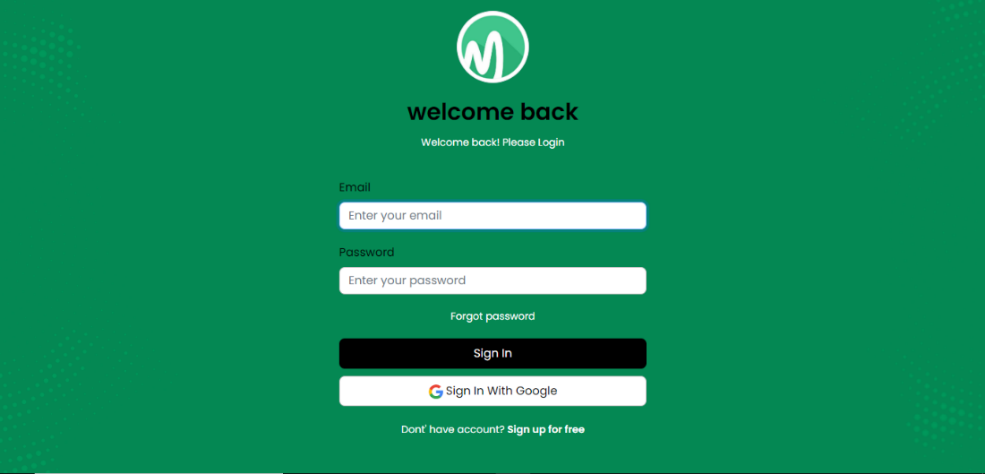 welcome back
Welcome back! Please Login
Email
Enter your email
Password
Enter your password
Forgot password
Sign In
Sign In With Google
Dont' have account? Sign up for free